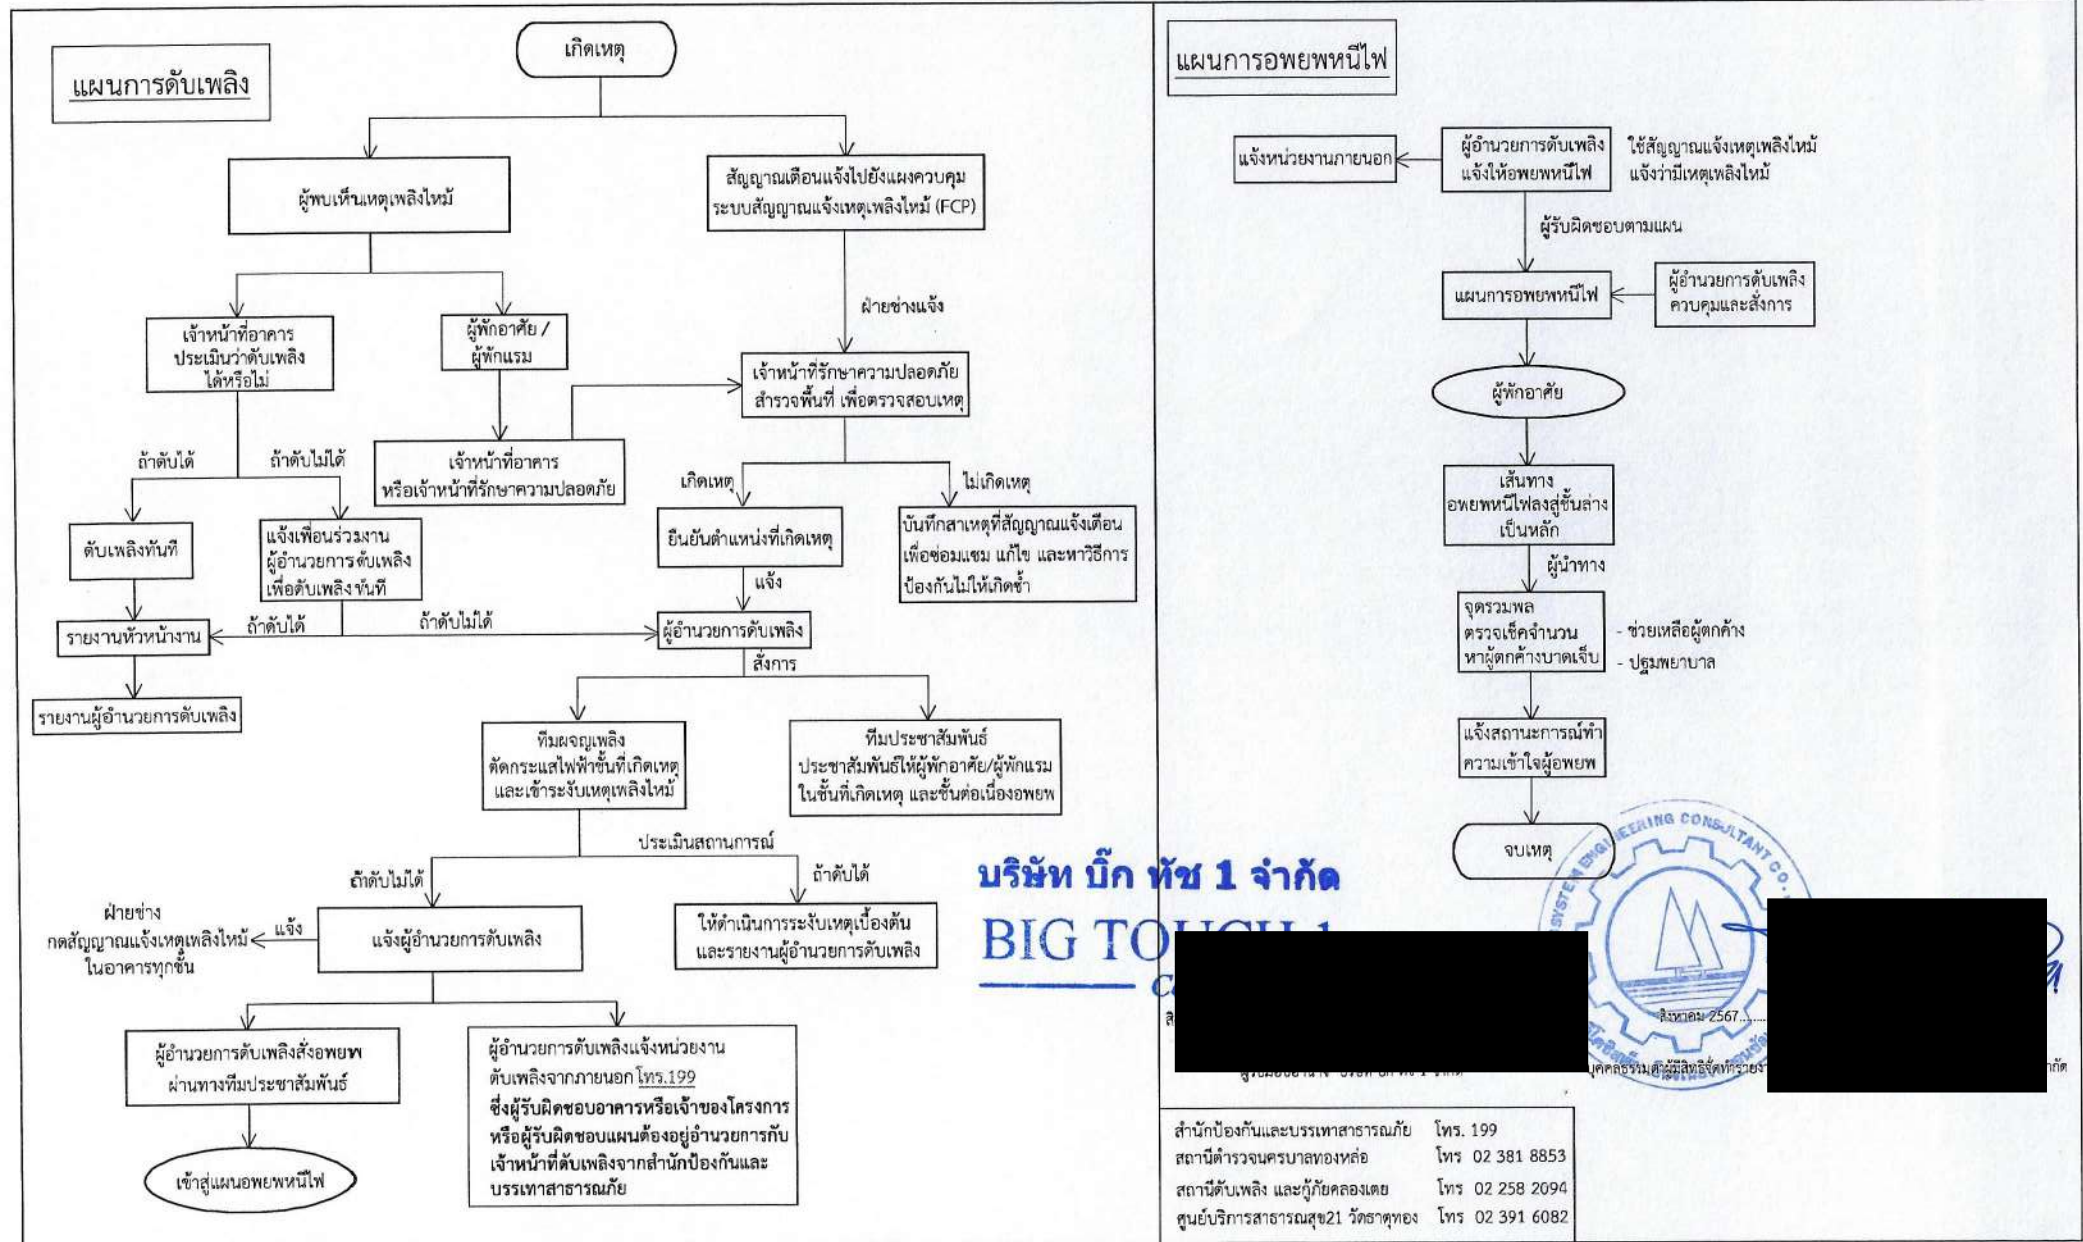 แผนการดับเพลิง
เกิดเหตุ
ผู้พบเห็นเหตุเพลิงไหม้
สัญญาณเตือนแจ้งไปยังแผงควบคุม
ระบบสัญญาณแจ้งเหตุเพลิงไหม้ (FCP)
ฝ่ายช่างแจ้ง
เจ้าหน้าที่อาคาร
ประเมินว่าดับเพลิง
ได้หรือไม่
ผู้พักอาศัย /
ผู้พักแรม
เจ้าหน้าที่รักษาความปลอดภัย
สำรวจพื้นที่ เพื่อตรวจสอบเหตุ
ถ้าดับได้
ถ้าดับไม่ได้
เจ้าหน้าที่อาคาร
หรือเจ้าหน้าที่รักษาความปลอดภัย
เกิดเหตุ
ไม่เกิดเหตุ
ดับเพลิงทันที
แจ้งเพื่อนร่วมงาน
ผู้อำนวยการดับเพลิง
เพื่อดับเพลิงทันที
ยืนยันตำแหน่งที่เกิดเหตุ
บันทึกสาเหตุที่สัญญาณแจ้งเตือน
เพื่อซ่อมแซม แก้ไข และหาวิธีการ
ป้องกันไม่ให้เกิดซ้ำ
แจ้ง
รายงานหัวหน้างาน
ถ้าดับได้
ถ้าดับไม่ได้
ผู้อำนวยการดับเพลิง
สั่งการ
รายงานผู้อำนวยการดับเพลิง
ทีมผจญเพลิง
ตัดกระแสไฟฟ้าชั้นที่เกิดเหตุ
และเข้าระงับเหตุเพลิงไหม้
ทีมประชาสัมพันธ์
ประชาสัมพันธ์ให้ผู้พักอาศัย/ผู้พักแรม
ในชั้นที่เกิดเหตุ และชั้นต่อเนื่องอพยพ
ประเมินสถานการณ์
ถ้าดับไม่ได้
ถ้าดับได้
ฝ่ายช่าง
กดสัญญาณแจ้งเหตุเพลิงไหม้
ในอาคารทุกชั้น
แจ้ง
แจ้งผู้อำนวยการดับเพลิง
ให้ดำเนินการระงับเหตุเบื้องต้น
และรายงานผู้อำนวยการดับเพลิง
ผู้อำนวยการดับเพลิงสั่งอพยพ
ผ่านทางทีมประชาสัมพันธ์
เข้าสู่แผนอพยพหนีไฟ
ผู้อำนวยการดับเพลิงแจ้งหน่วยงาน
ดับเพลิงจากภายนอกโทร.199
ซึ่งผู้รับผิดชอบอาคารหรือเจ้าของโครงการ
หรือผู้รับผิดชอบแผนต้องอยู่อำนวยการกับ
เจ้าหน้าที่ดับเพลิงจากสำนักป้องกันและ
บรรเทาสาธารณภัย
แผนการอพยพหนีไฟ
แจ้งหน่วยงานภายนอก
ผู้อำนวยการดับเพลิง
แจ้งให้อพยพหนีไฟ
ใช้สัญญาณแจ้งเหตุเพลิงไหม้
แจ้งว่ามีเหตุเพลิงไหม้
ผู้รับผิดชอบตามแผน
แผนการอพยพหนีไฟ
ผู้อำนวยการดับเพลิง
ควบคุมและสั่งการ
ผู้พักอาศัย
เส้นทาง
อพยพหนีไฟลงสู่ชั้นล่าง
เป็นหลัก
ผู้นำทาง
จุดรวมพล
ตรวจเช็คจำนวน
หาผู้ตกค้างบาดเจ็บ
- ช่วยเหลือผู้ตกค้าง
- ปฐมพยาบาล
แจ้งสถานะการณ์ทำ
ความเข้าใจผู้อพยพ
จบเหตุ
บริษัท บิ๊ก ทัช 1 จำกัด
BIG TOUCH 1
SYSTEM ENGINEERING CONSULTANT CO.
สิงหาคม 2567
สำนักป้องกันและบรรเทาสาธารณภัย โทร. 199
สถานีตำรวจนครบาลทองหล่อ โทร 02 381 8853
สถานีดับเพลิง และกู้ภัยคลองเตย โทร 02 258 2094
ศูนย์บริการสาธารณสุข21 วัดธาตุทอง โทร 02 391 6082